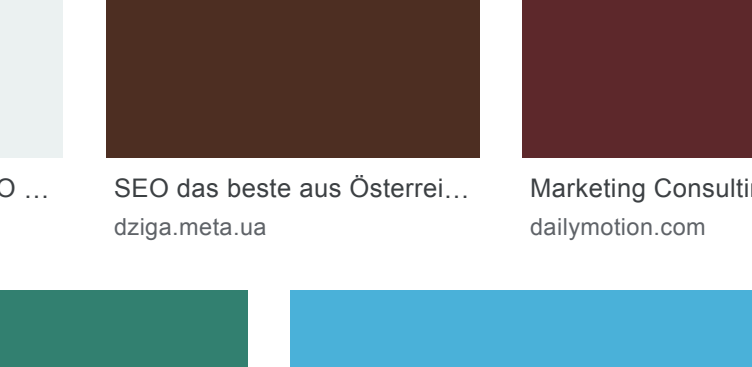 O …
SEO das beste aus Österrei…
Marketing Consulti
dziga.meta.ua
dailymotion.com